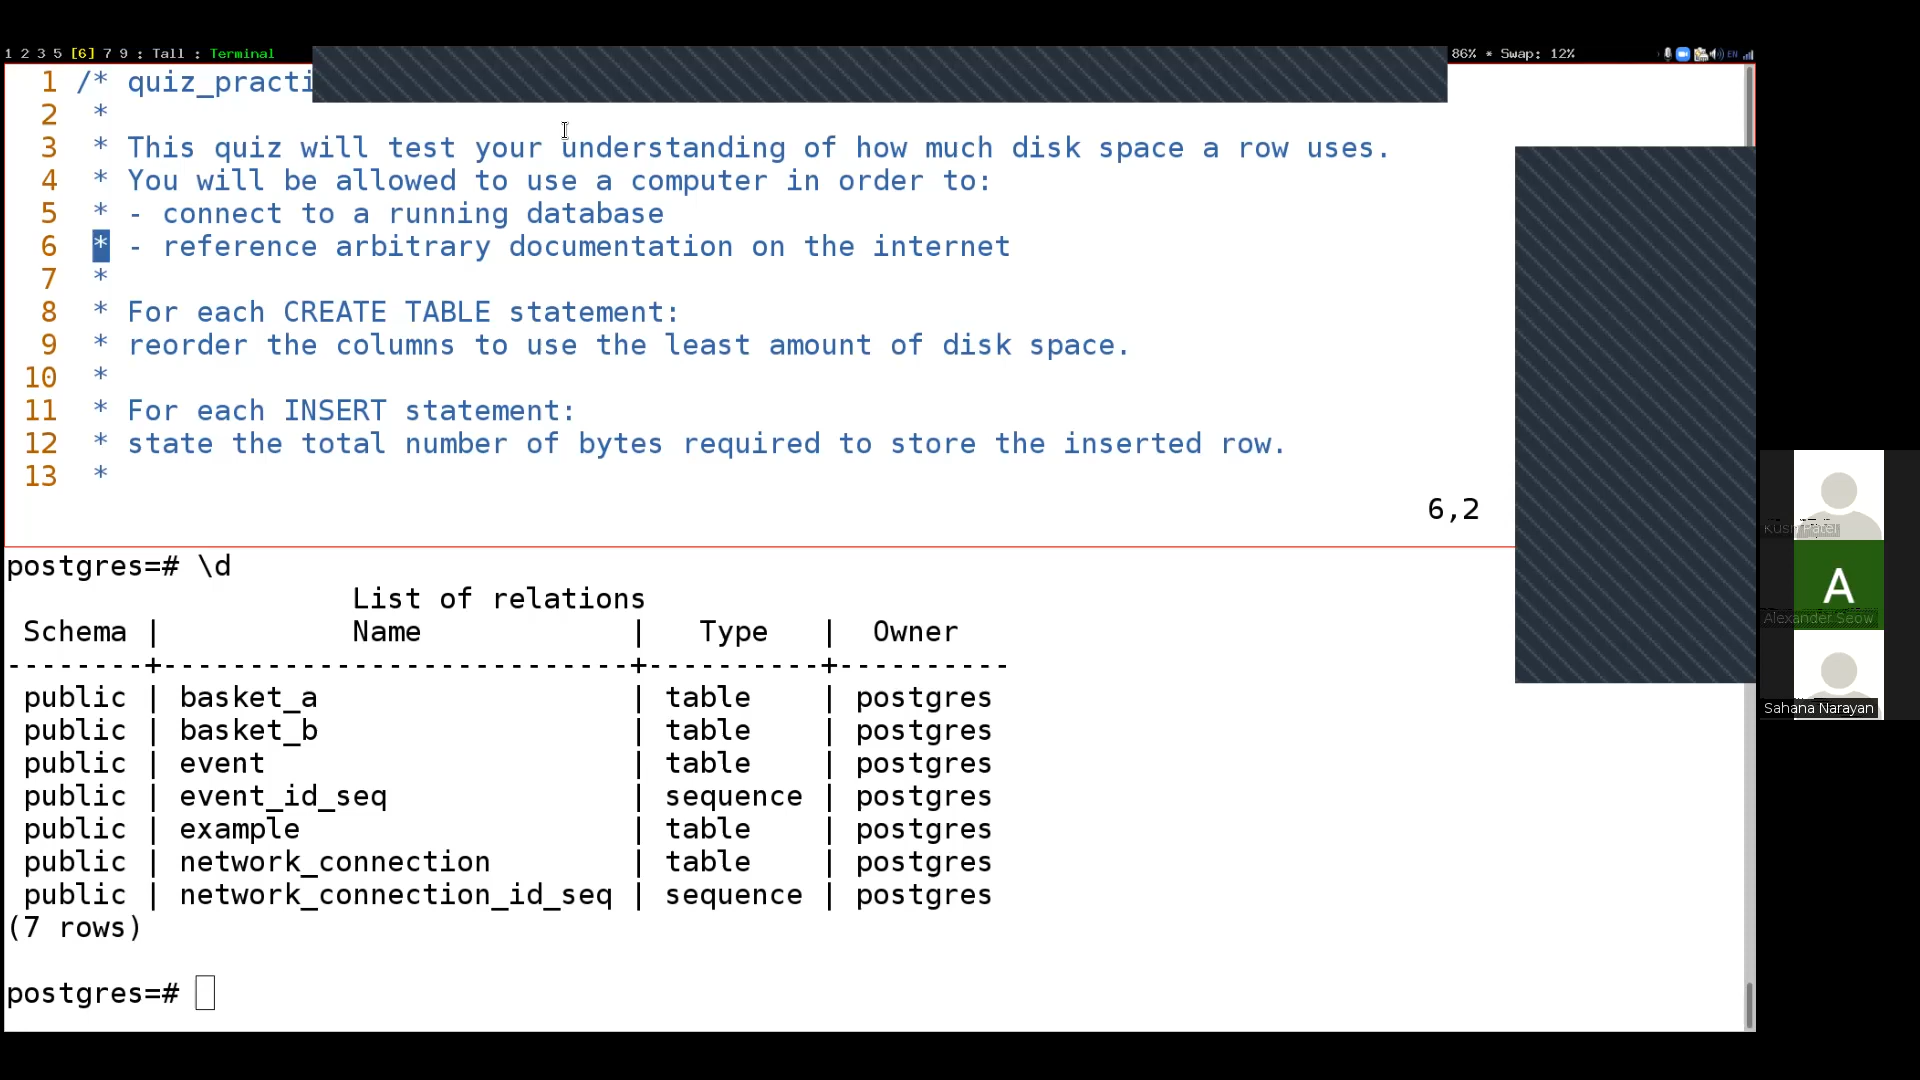 1 2 3 5 [6] 7 9 : Tall : Terminal
86% * Swap: 12%
EN
1 /* quiz_practi
2  *
3  * This quiz will test your understanding of how much disk space a row uses.
4  * You will be allowed to use a computer in order to:
5  * - connect to a running database
6  * - reference arbitrary documentation on the internet
7  *
8  * For each CREATE TABLE statement:
9  * reorder the columns to use the least amount of disk space.
10  *
11  * For each INSERT statement:
12  * state the total number of bytes required to store the inserted row.
13  *
6,2
postgres=# \d
List of relations
Schema | Name | Type | Owner
--------+---------------------------+----------+----------
public | basket_a | table | postgres
public | basket_b | table | postgres
public | event | table | postgres
public | event_id_seq | sequence | postgres
public | example | table | postgres
public | network_connection | table | postgres
public | network_connection_id_seq | sequence | postgres
(7 rows)
postgres=#
Patel
A
Alexander Seow
Sahana Narayan